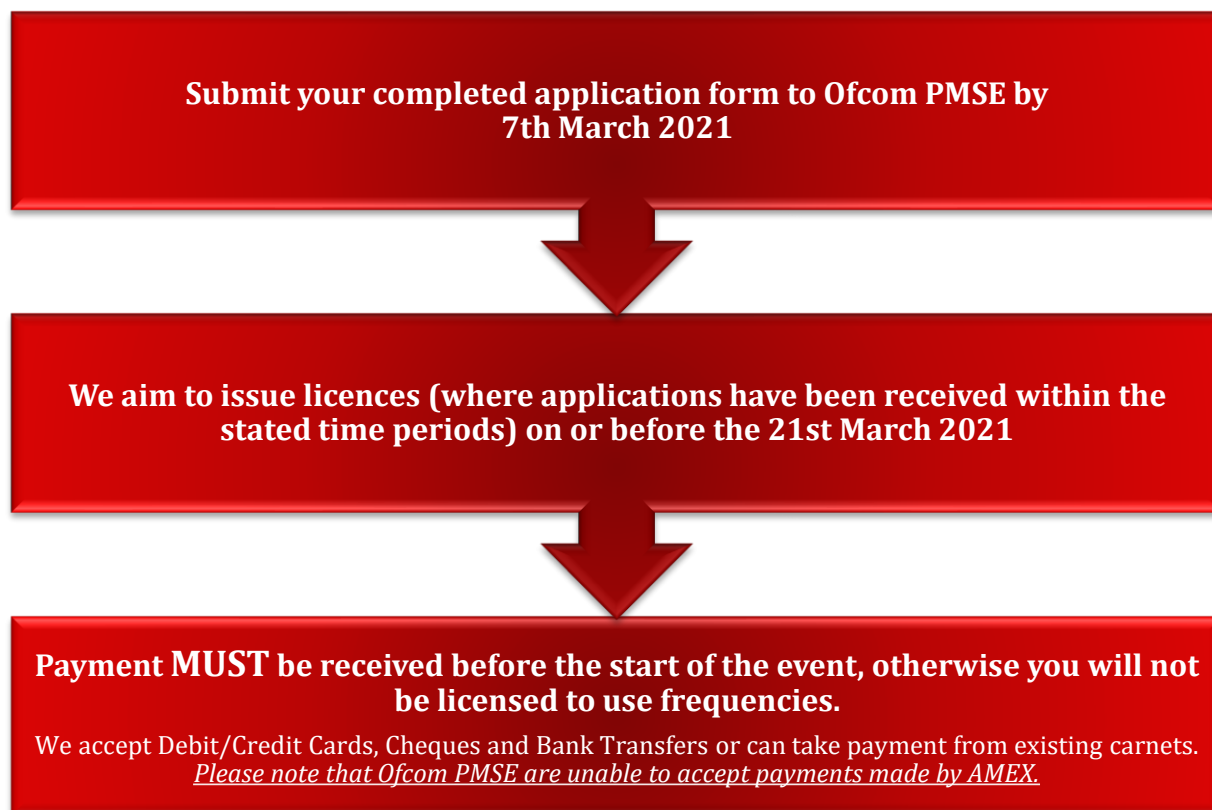 Submit your completed application form to Ofcom PMSE by
7th March 2021
We aim to issue licences (where applications have been received within the
stated time periods) on or before the 21st March 2021
Payment MUST be received before the start of the event, otherwise you will not
be licensed to use frequencies.
We accept Debit/Credit Cards, Cheques and Bank Transfers or can take payment from existing carnets.
Please note that Ofcom PMSE are unable to accept payments made by AMEX.